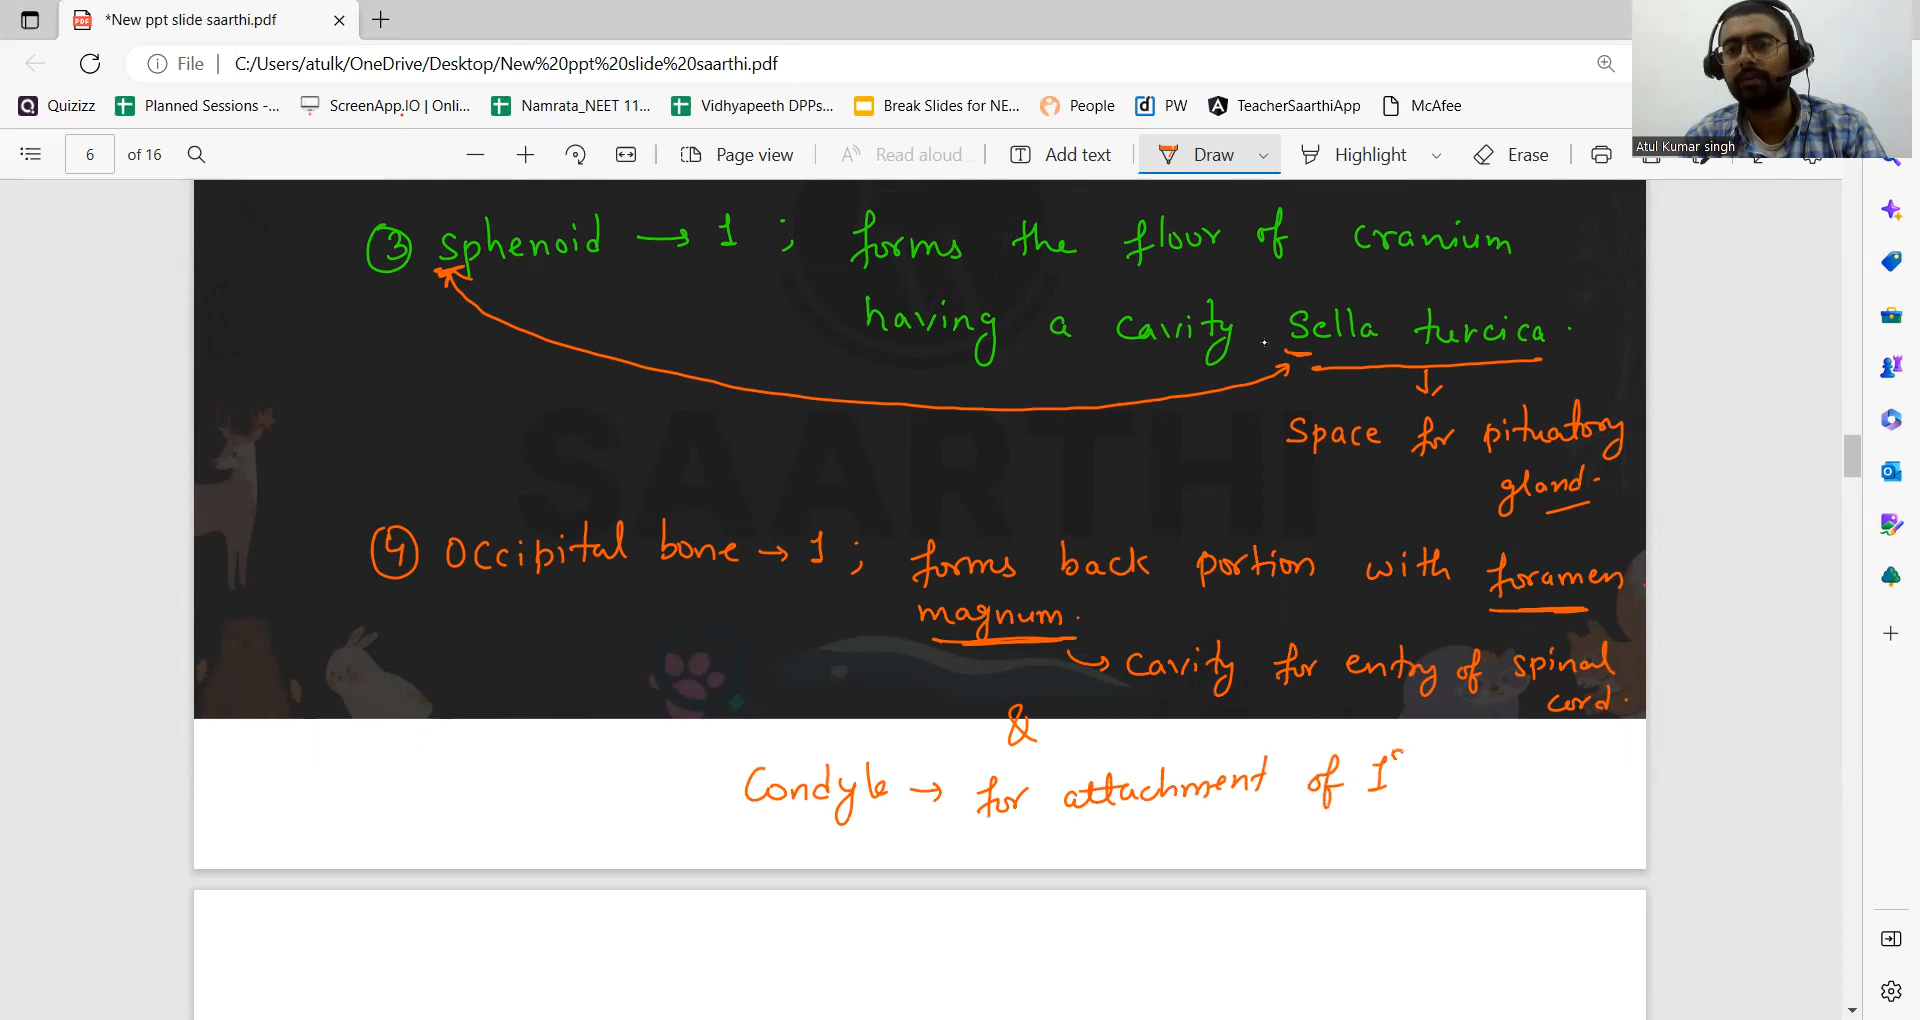 *New ppt slide saarthi.pdf
File
C:/Users/atulk/OneDrive/Desktop/New%20ppt%20slide%20saarthi.pdf
Quizizz
Planned Sessions -...
ScreenApp.IO | Onli...
Namrata_NEET 11...
Vidhyapeeth DPPs...
Break Slides for NE...
People
PW
TeacherSaarthiApp
McAfee
Atul Kumar singh
6 of 16
Page view
Read aloud
Add text
Draw
Highlight
Erase
③ Sphenoid → 1 ; forms the flour of cranium
having a cavity . Sella turcica .
Space for pituatory
gland.
SAARTHI
④ Occipital bone → 1 ; forms back portion with foramen
magnum.
cavity for entry of spinal
cord.
&
Condyle → for attachment of 1